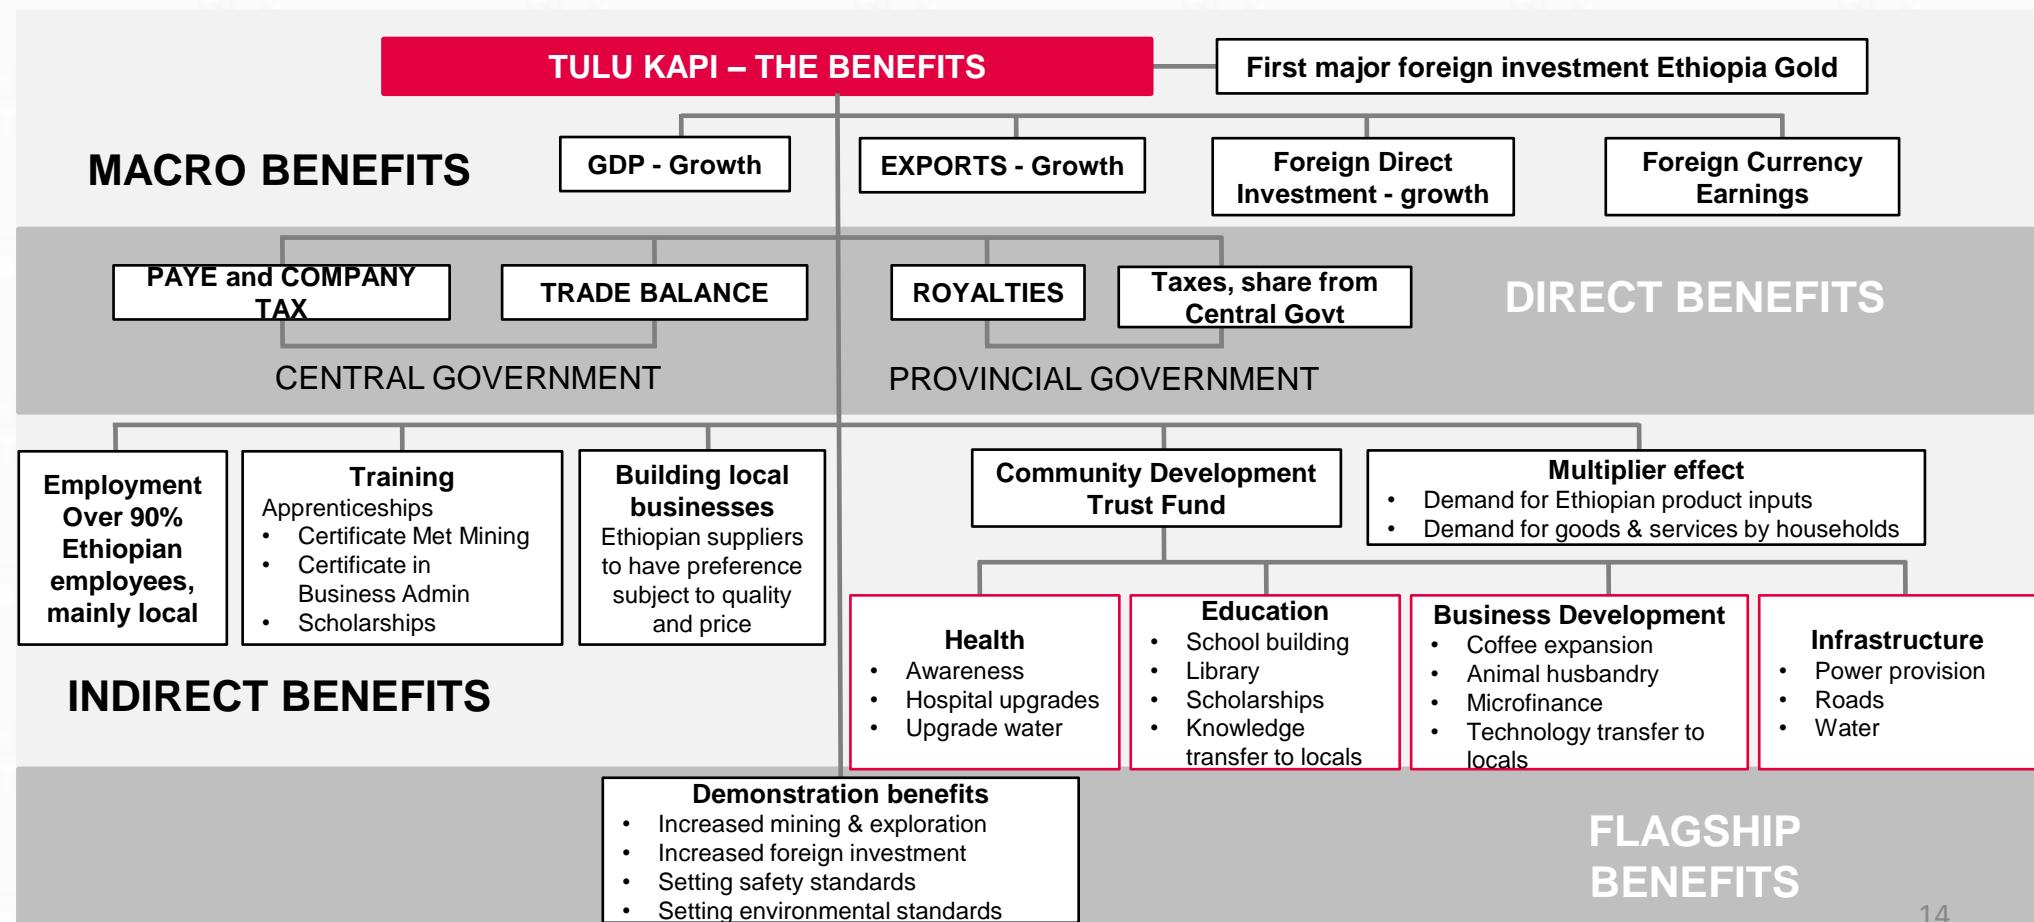 TULU KAPI – THE BENEFITS
First major foreign investment Ethiopia Gold
MACRO BENEFITS
GDP - Growth
EXPORTS - Growth
Foreign Direct
Investment - growth
Foreign Currency
Earnings
PAYE and COMPANY
TAX
TRADE BALANCE
ROYALTIES
Taxes, share from
Central Govt
DIRECT BENEFITS
CENTRAL GOVERNMENT
PROVINCIAL GOVERNMENT
Employment
Over 90%
Ethiopian
employees,
mainly local
Training
Apprenticeships
• Certificate Met Mining
• Certificate in
Business Admin
• Scholarships
Building local
businesses
Ethiopian suppliers
to have preference
subject to quality
and price
Community Development
Trust Fund
Multiplier effect
• Demand for Ethiopian product inputs
• Demand for goods & services by households
Health
• Awareness
• Hospital upgrades
• Upgrade water
Education
• School building
• Library
• Scholarships
• Knowledge
transfer to locals
Business Development
• Coffee expansion
• Animal husbandry
• Microfinance
• Technology transfer to
locals
Infrastructure
• Power provision
• Roads
• Water
INDIRECT BENEFITS
Demonstration benefits
• Increased mining & exploration
• Increased foreign investment
• Setting safety standards
• Setting environmental standards
FLAGSHIP
BENEFITS
14